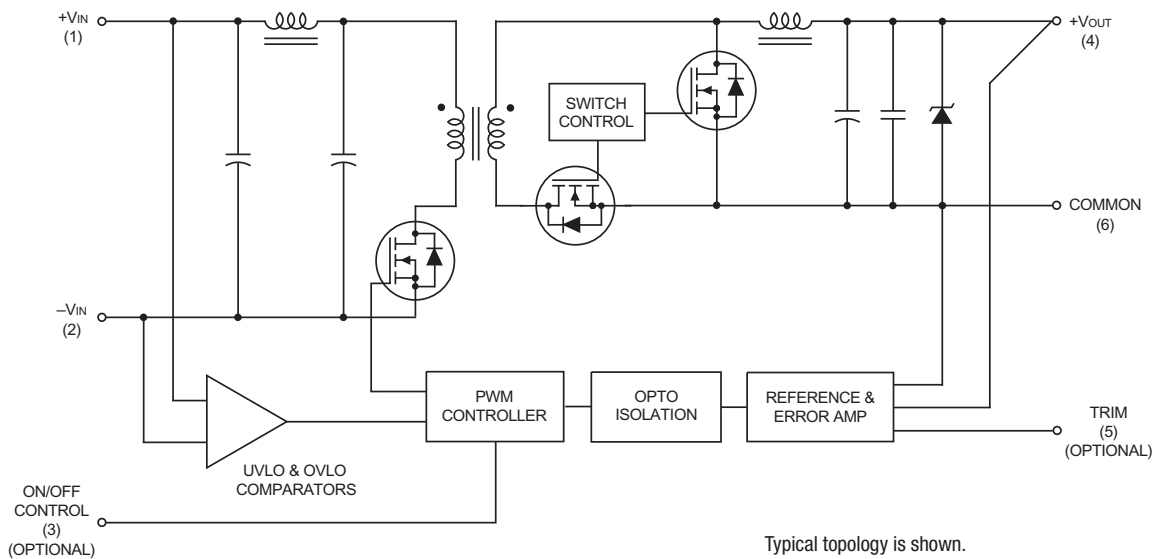 +VIN
(1)
+VOUT
(4)
SWITCH
CONTROL
COMMON
(6)
–VIN
(2)
PWM
CONTROLLER
OPTO
ISOLATION
REFERENCE &
ERROR AMP
TRIM
(5)
(OPTIONAL)
UVLO & OVLO
COMPARATORS
ON/OFF
CONTROL
(3)
(OPTIONAL)
Typical topology is shown.